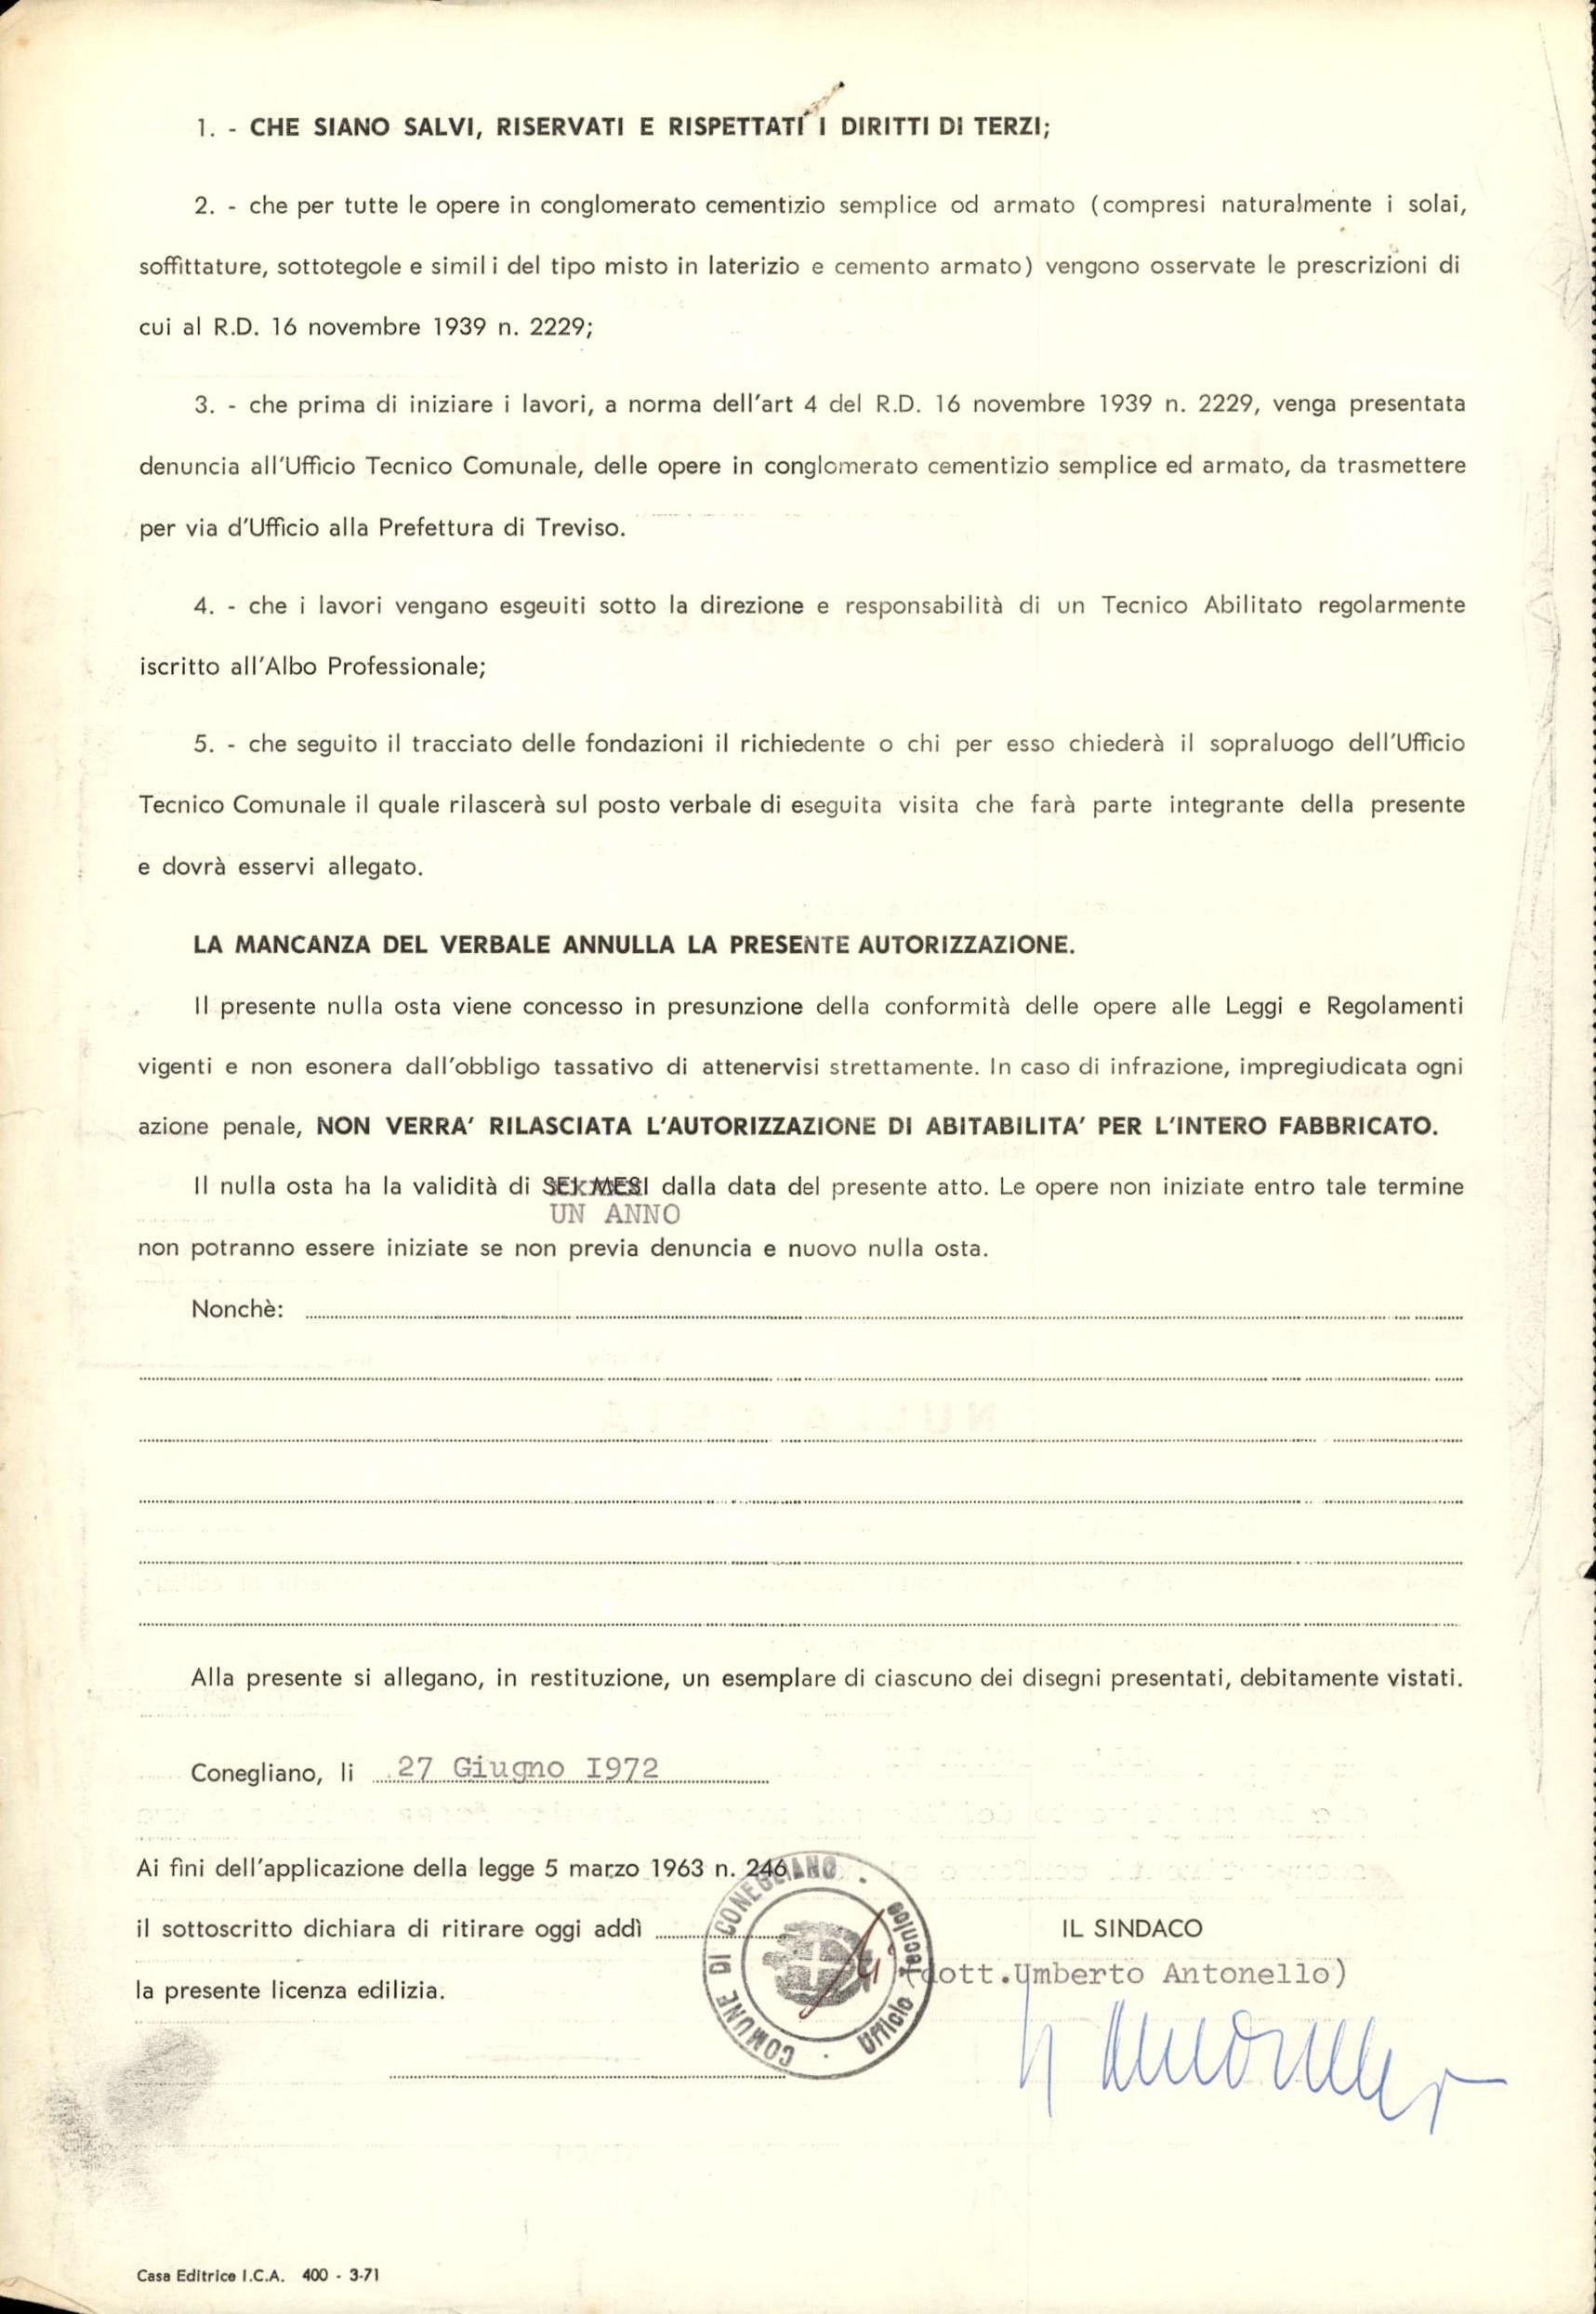 1. - CHE SIANO SALVI, RISERVATI E RISPETTATI I DIRITTI DI TERZI;
2. - che per tutte le opere in conglomerato cementizio semplice od armato (compresi naturalmente i solai,
soffittature, sottotegole e simili del tipo misto in laterizio e cemento armato) vengono osservate le prescrizioni di
cui al R.D. 16 novembre 1939 n. 2229;
3. - che prima di iniziare i lavori, a norma dell'art 4 del R.D. 16 novembre 1939 n. 2229, venga presentata
denuncia all'Ufficio Tecnico Comunale, delle opere in conglomerato cementizio semplice ed armato, da trasmettere
per via d'Ufficio alla Prefettura di Treviso.
4. - che i lavori vengano esgeuiti sotto la direzione e responsabilità di un Tecnico Abilitato regolarmente
iscritto all'Albo Professionale;
5. - che seguito il tracciato delle fondazioni il richiedente o chi per esso chiederà il sopraluogo dell'Ufficio
Tecnico Comunale il quale rilascerà sul posto verbale di eseguita visita che farà parte integrante della presente
e dovrà esservi allegato.
LA MANCANZA DEL VERBALE ANNULLA LA PRESENTE AUTORIZZAZIONE.
Il presente nulla osta viene concesso in presunzione della conformità delle opere alle Leggi e Regolamenti
vigenti e non esonera dall'obbligo tassativo di attenervisi strettamente. In caso di infrazione, impregiudicata ogni
azione penale, NON VERRA' RILASCIATA L'AUTORIZZAZIONE DI ABITABILITA' PER L'INTERO FABBRICATO.
Il nulla osta ha la validità di SEI MESI dalla data del presente atto. Le opere non iniziate entro tale termine
UN ANNO
non potranno essere iniziate se non previa denuncia e nuovo nulla osta.
Nonchè:
Alla presente si allegano, in restituzione, un esemplare di ciascuno dei disegni presentati, debitamente vistati.
Conegliano, li 27 Giugno I972
Ai fini dell'applicazione della legge 5 marzo 1963 n. 246
il sottoscritto dichiara di ritirare oggi addì
la presente licenza edilizia.
COMUNE DI CONEGLIANO
Ufficio Tecnico
IL SINDACO
(dott.Umberto Antonello)
U Antonello
Casa Editrice I.C.A. 400 - 3-71